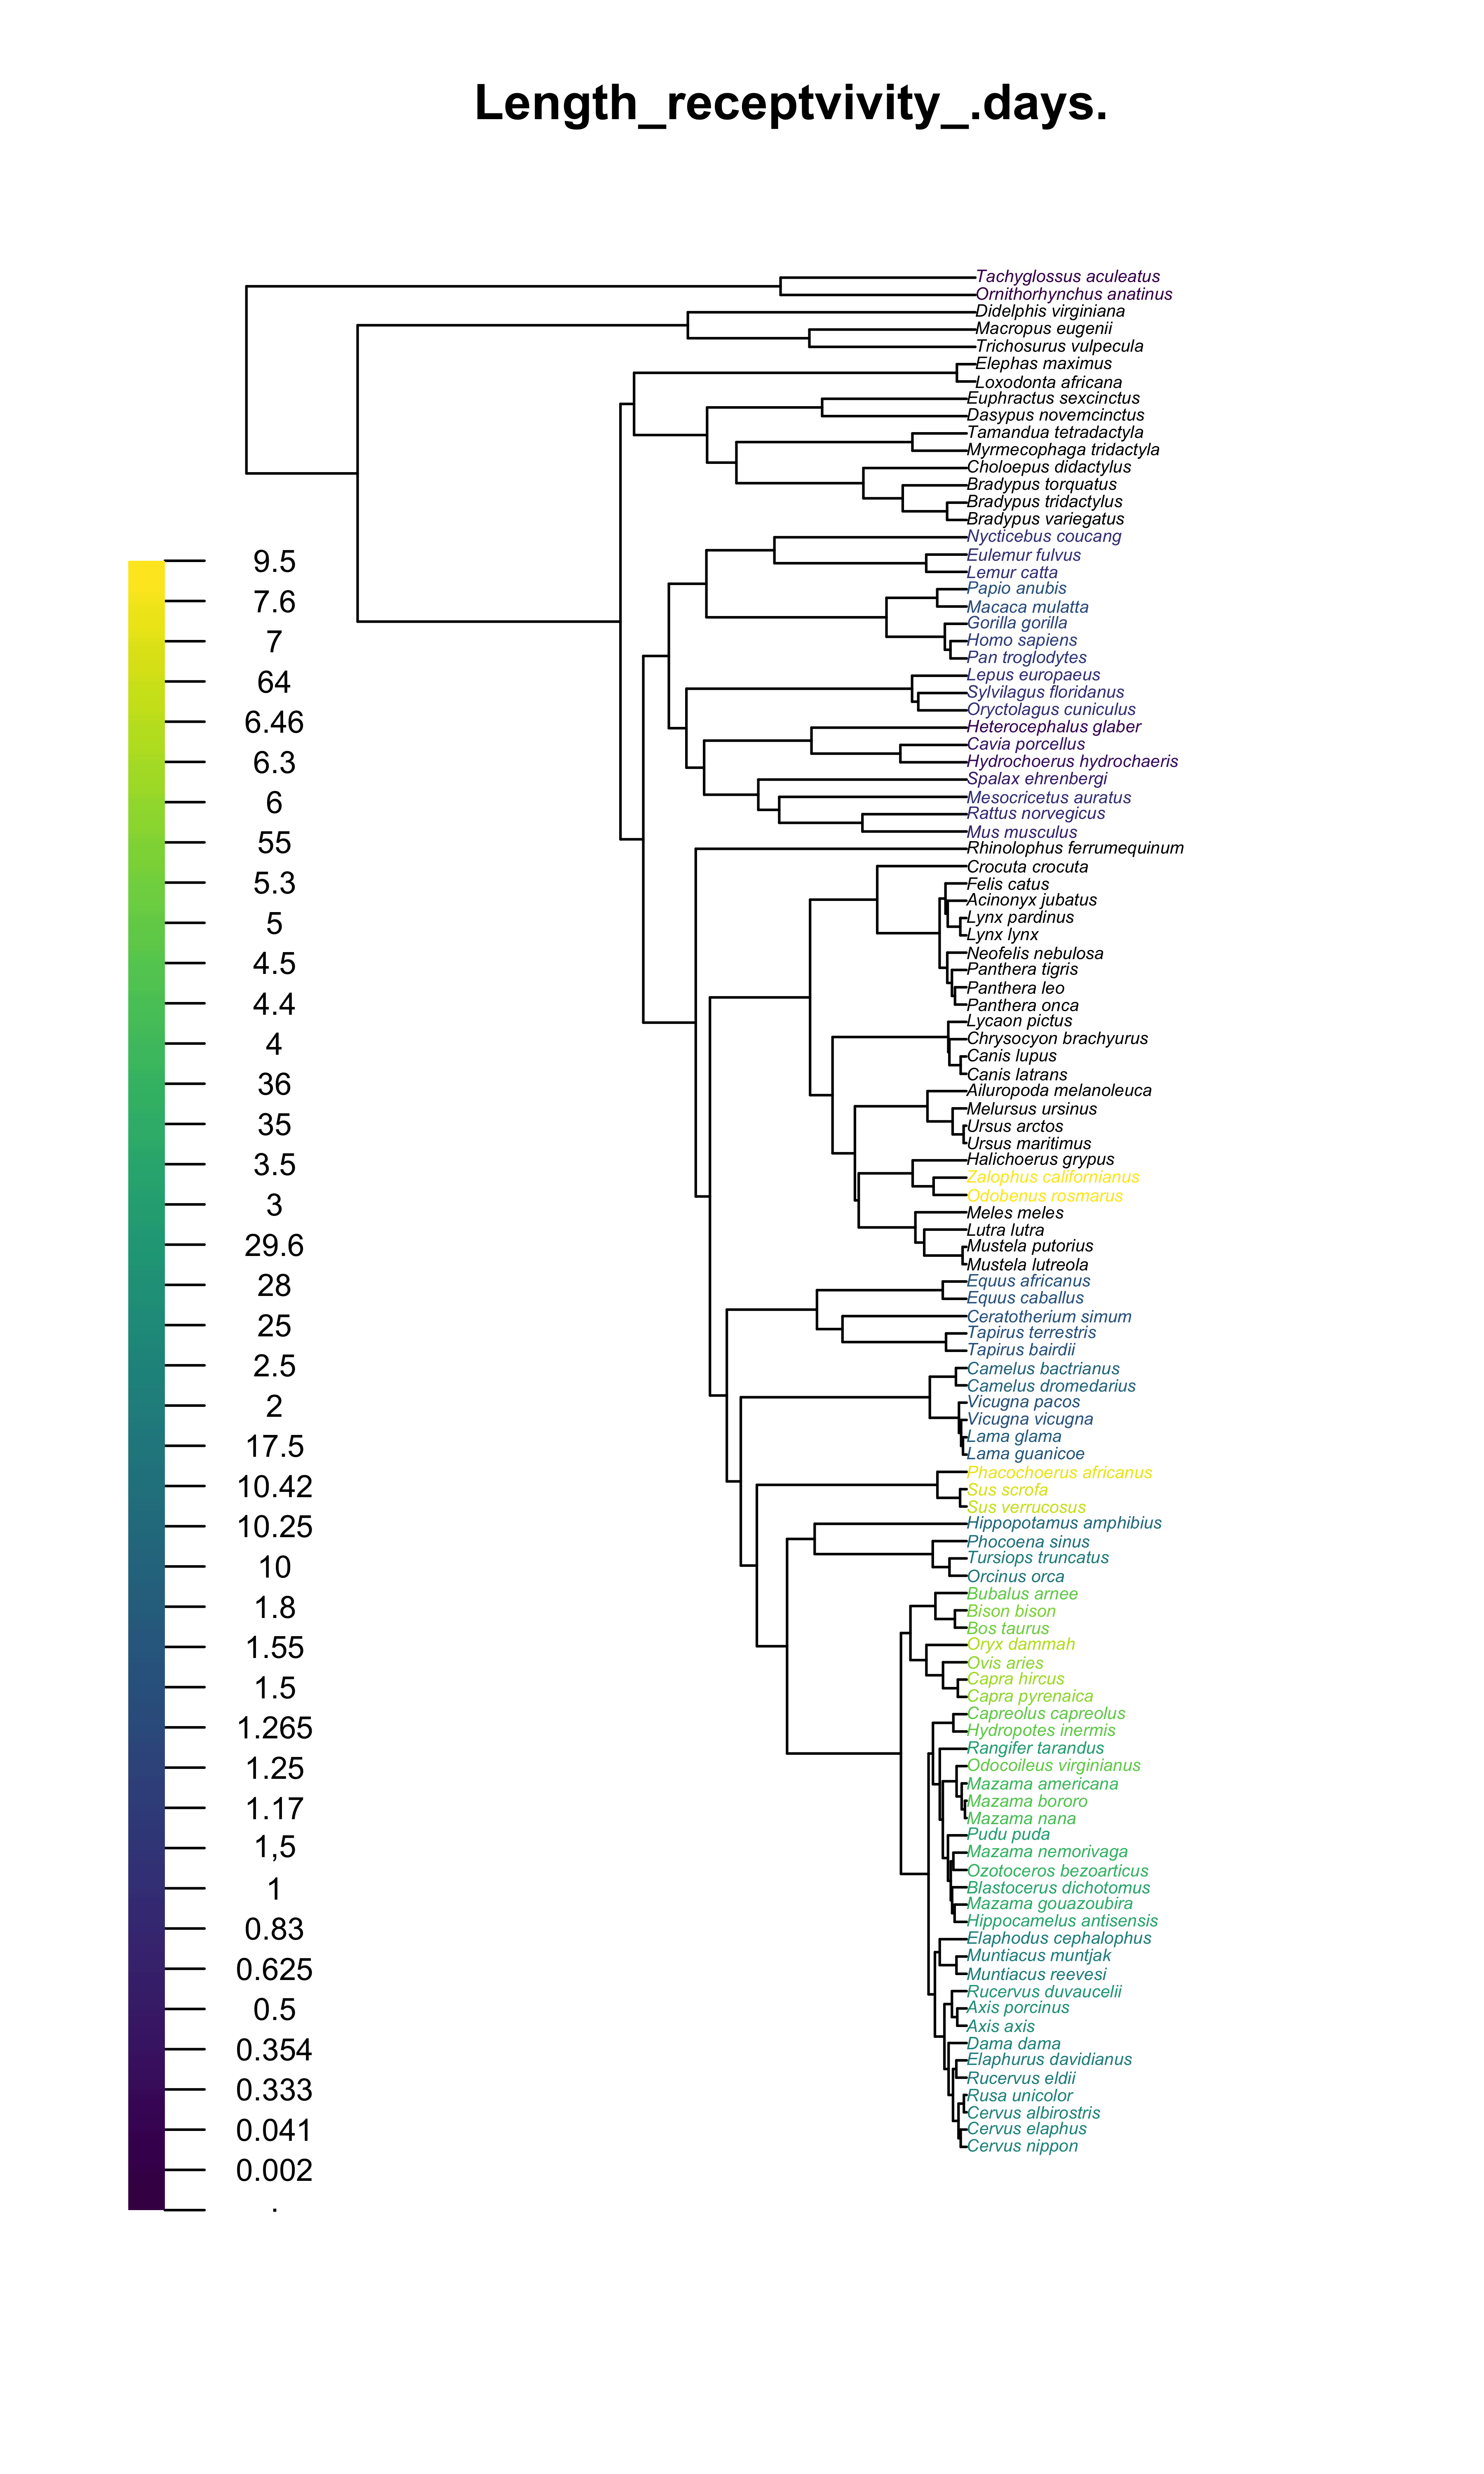 Length_receptvivity_.days.
Tachyglossus aculeatus
Ornithorhynchus anatinus
Didelphis virginiana
Macropus eugenii
Trichosurus vulpecula
Elephas maximus
Loxodonta africana
Euphractus sexcinctus
Dasypus novemcinctus
Tamandua tetradactyla
Myrmecophaga tridactyla
Choloepus didactylus
Bradypus torquatus
Bradypus tridactylus
Bradypus variegatus
Nycticebus coucang
Eulemur fulvus
Lemur catta
Papio anubis
Macaca mulatta
Gorilla gorilla
Homo sapiens
Pan troglodytes
Lepus europaeus
Sylvilagus floridanus
Oryctolagus cuniculus
Heterocephalus glaber
Cavia porcellus
Hydrochoerus hydrochaeris
Spalax ehrenbergi
Mesocricetus auratus
Rattus norvegicus
Mus musculus
Rhinolophus ferrumequinum
Crocuta crocuta
Felis catus
Acinonyx jubatus
Lynx pardinus
Lynx lynx
Neofelis nebulosa
Panthera tigris
Panthera leo
Panthera onca
Lycaon pictus
Chrysocyon brachyurus
Canis lupus
Canis latrans
Ailuropoda melanoleuca
Melursus ursinus
Ursus arctos
Ursus maritimus
Halichoerus grypus
Zalophus californianus
Odobenus rosmarus
Meles meles
Lutra lutra
Mustela putorius
Mustela lutreola
Equus africanus
Equus caballus
Ceratotherium simum
Tapirus terrestris
Tapirus bairdii
Camelus bactrianus
Camelus dromedarius
Vicugna pacos
Vicugna vicugna
Lama glama
Lama guanicoe
Phacochoerus africanus
Sus scrofa
Sus verrucosus
Hippopotamus amphibius
Phocoena sinus
Tursiops truncatus
Orcinus orca
Bubalus arnee
Bison bison
Bos taurus
Oryx dammah
Ovis aries
Capra hircus
Capra pyrenaica
Capreolus capreolus
Hydropotes inermis
Rangifer tarandus
Odocoileus virginianus
Mazama americana
Mazama bororo
Mazama nana
Pudu puda
Mazama nemorivaga
Ozotoceros bezoarticus
Blastocerus dichotomus
Mazama gouazoubira
Hippocamelus antisensis
Elaphodus cephalophus
Muntiacus muntjak
Muntiacus reevesi
Rucervus duvaucelii
Axis porcinus
Axis axis
Dama dama
Elaphurus davidianus
Rucervus eldii
Rusa unicolor
Cervus albirostris
Cervus elaphus
Cervus nippon
9.5
7.6
7
64
6.46
6.3
6
55
5.3
5
4.5
4.4
4
36
35
3.5
3
29.6
28
25
2.5
2
17.5
10.42
10.25
10
1.8
1.55
1.5
1.265
1.25
1.17
1,5
1
0.83
0.625
0.5
0.354
0.333
0.041
0.002
.